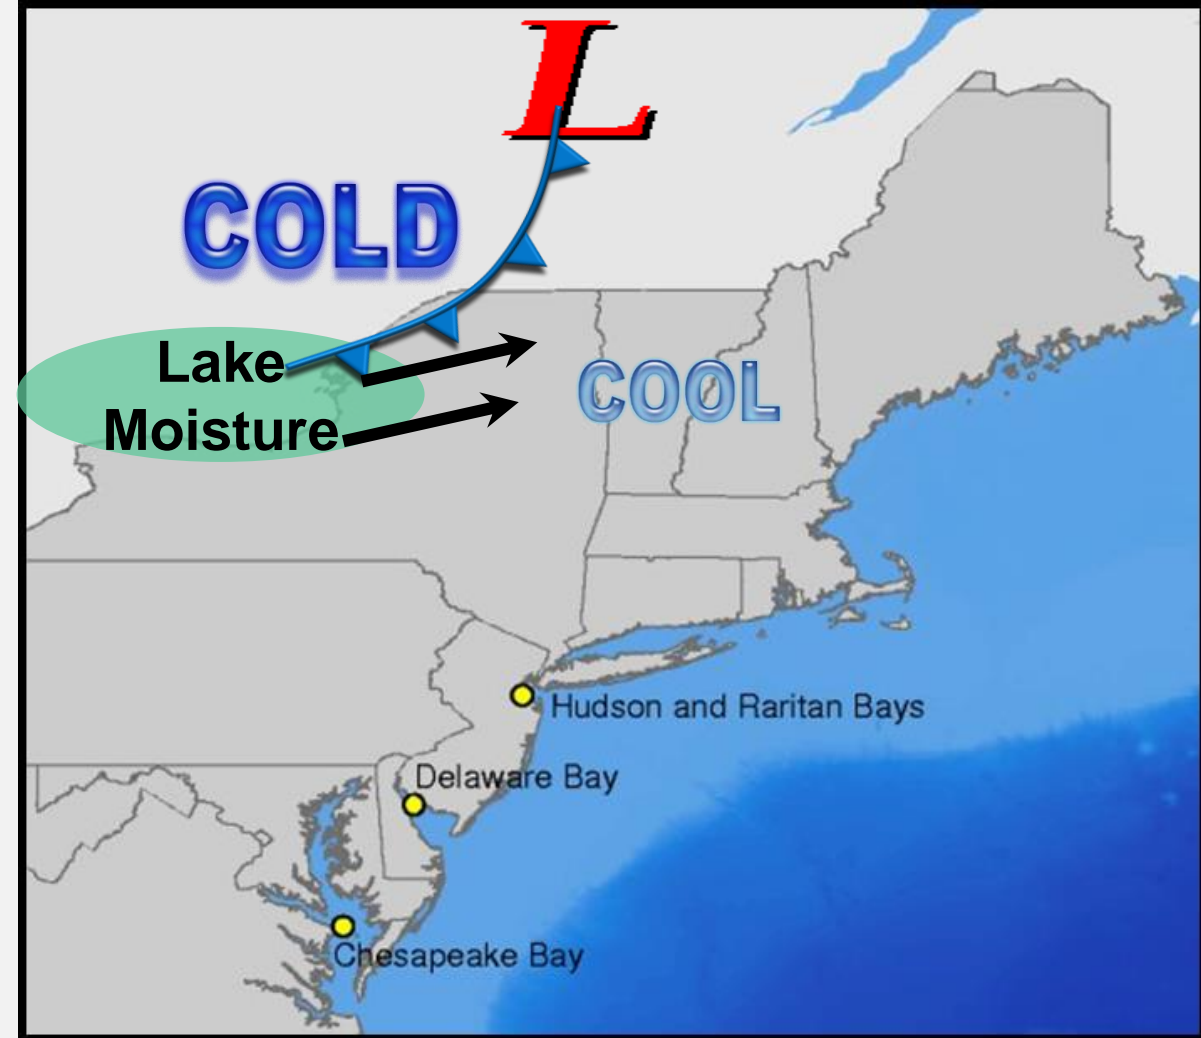 L
COLD
Lake
Moisture
COOL
Hudson and Raritan Bays
Delaware Bay
Chesapeake Bay